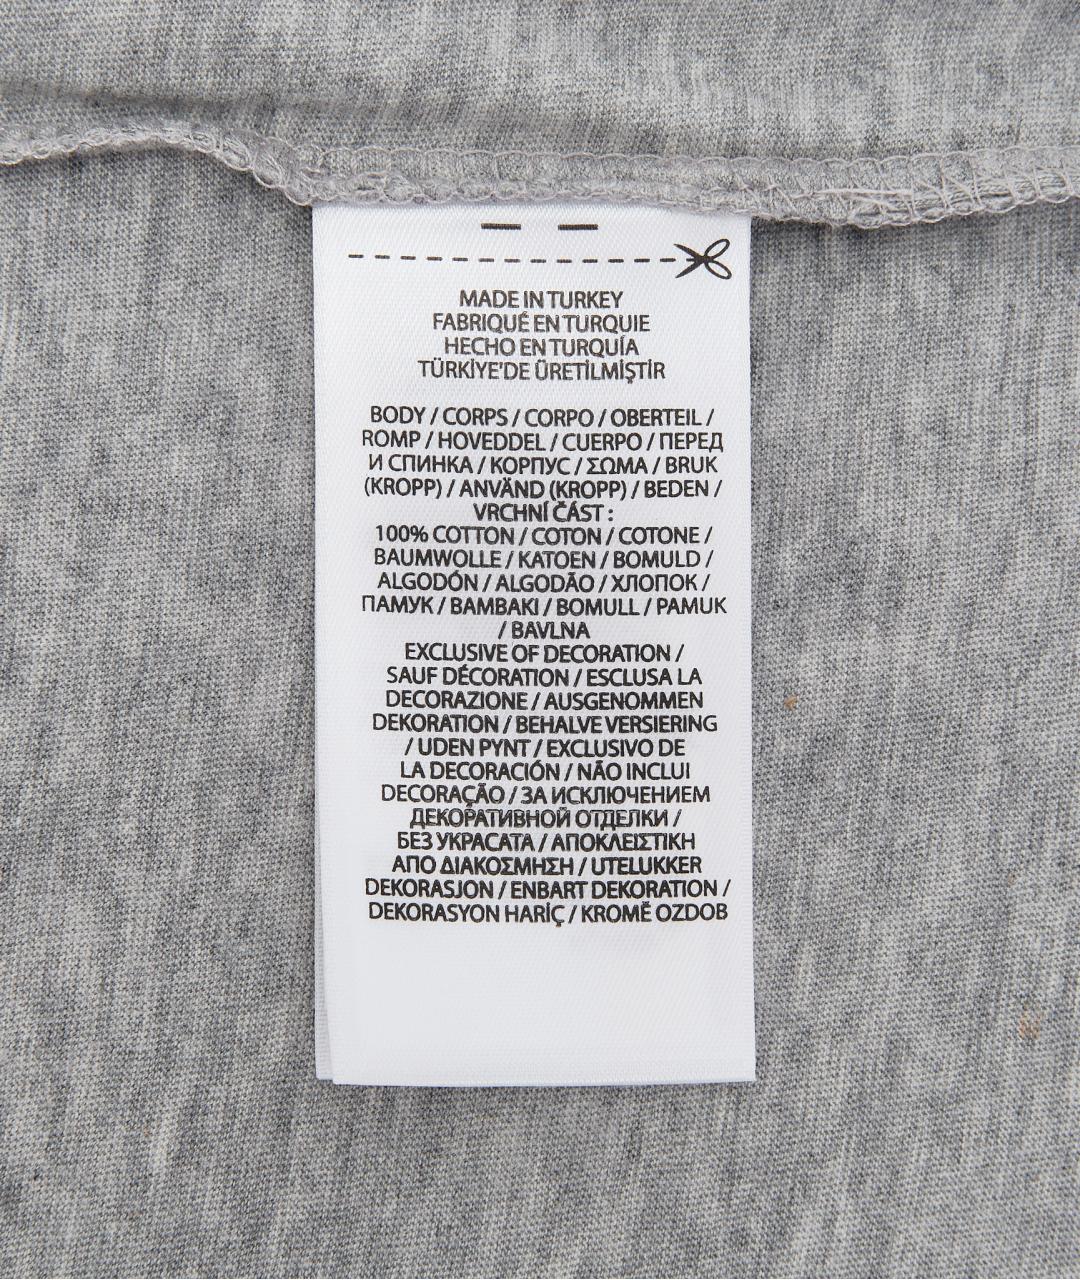 MADE IN TURKEY
FABRIQUÉ EN TURQUIE
HECHO EN TURQUÍA
TÜRKİYE'DE ÜRETİLMİŞTİR
BODY / CORPS / CORPO / OBERTEIL /
ROMP / HOVEDDEL / CUERPO / ПЕРЕД
И СПИНКА / КОРПУС / ΣΩΜΑ / BRUK
(KROPP) / ANVÄND (KROPP) / BEDEN /
VRCHNÍ ČÁST :
100% COTTON / COTON / COTONE /
BAUMWOLLE / KATOEN / BOMULD /
ALGODÓN / ALGODÃO / ХЛОПОК /
ПАМУК / ΒΑΜΒΑΚΙ / BOMULL / PAMUK
/ BAVLNA
EXCLUSIVE OF DECORATION /
SAUF DÉCORATION / ESCLUSA LA
DECORAZIONE / AUSGENOMMEN
DEKORATION / BEHALVE VERSIERING
/ UDEN PYNT / EXCLUSIVO DE
LA DECORACIÓN / NÃO INCLUI
DECORAÇÃO / ЗА ИСКЛЮЧЕНИЕМ
ДЕКОРАТИВНОЙ ОТДЕЛКИ /
БЕЗ УКРАСАТА / ΑΠΟΚΛΕΙΣΤΙΚΗ
ΑΠΟ ΔΙΑΚΟΣΜΗΣΗ / UTELUKKER
DEKORASJON / ENBART DEKORATION /
DEKORASYON HARİÇ / KROMĚ OZDOB